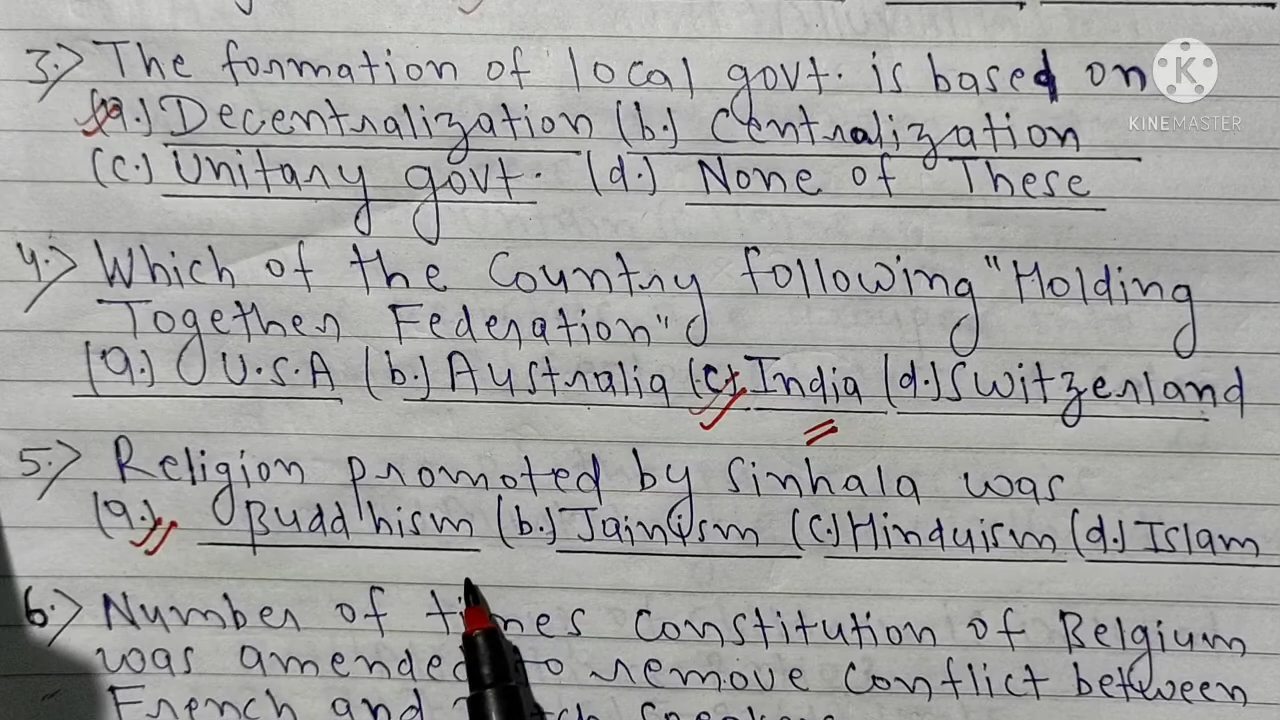 3.) The formation of local govt. is based on
(a.) Decentralization (b.) Centralization
(c.) Unitary govt. (d.) None of These
4.) Which of the Country following "Holding
Together Federation"
(a.) U.S.A (b.) Australia (c.) India (d.) Switzerland
5.) Religion promoted by Sinhala was
(a.) Buddhism (b.) Jainism (c.) Hinduism (d.) Islam
6.) Number of times Constitution of Belgium
was amended to remove conflict between
French and
K
KINEMASTER